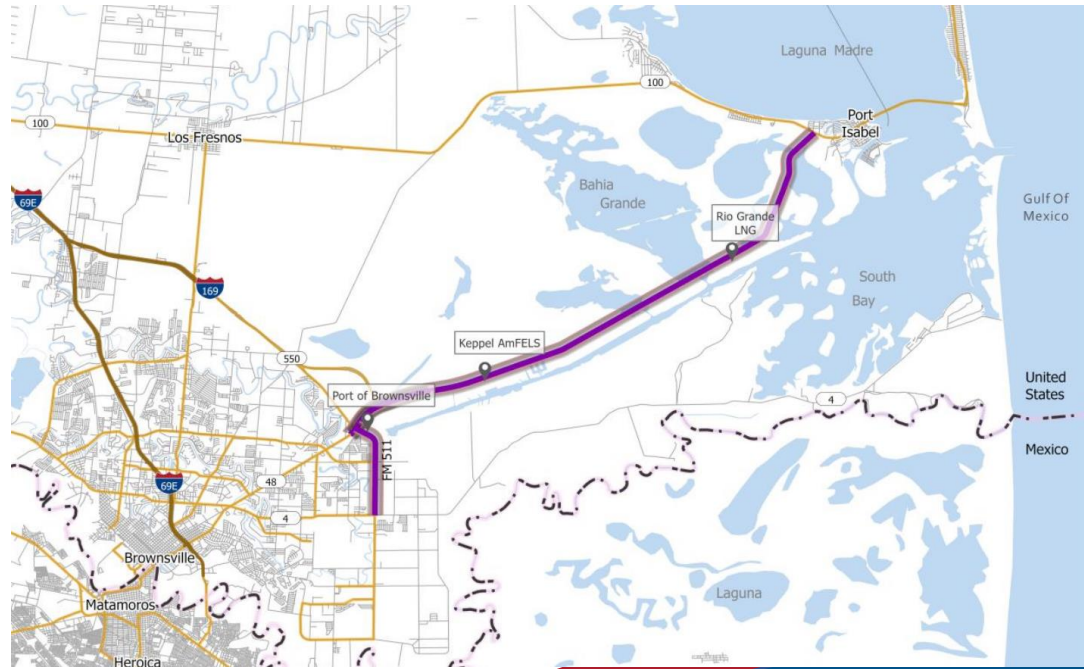 Laguna Madre
100
Port
Isabel
100
Los Fresnos
Bahia
Grande
69E
Gulf Of
Mexico
Rio Grande
LNG
South
Bay
169
Keppel AmFELS
550
Port of Brownsville
United
States
4
Mexico
FM 511
48
69E
4
Brownsville
Laguna
Matamoros
Heroica